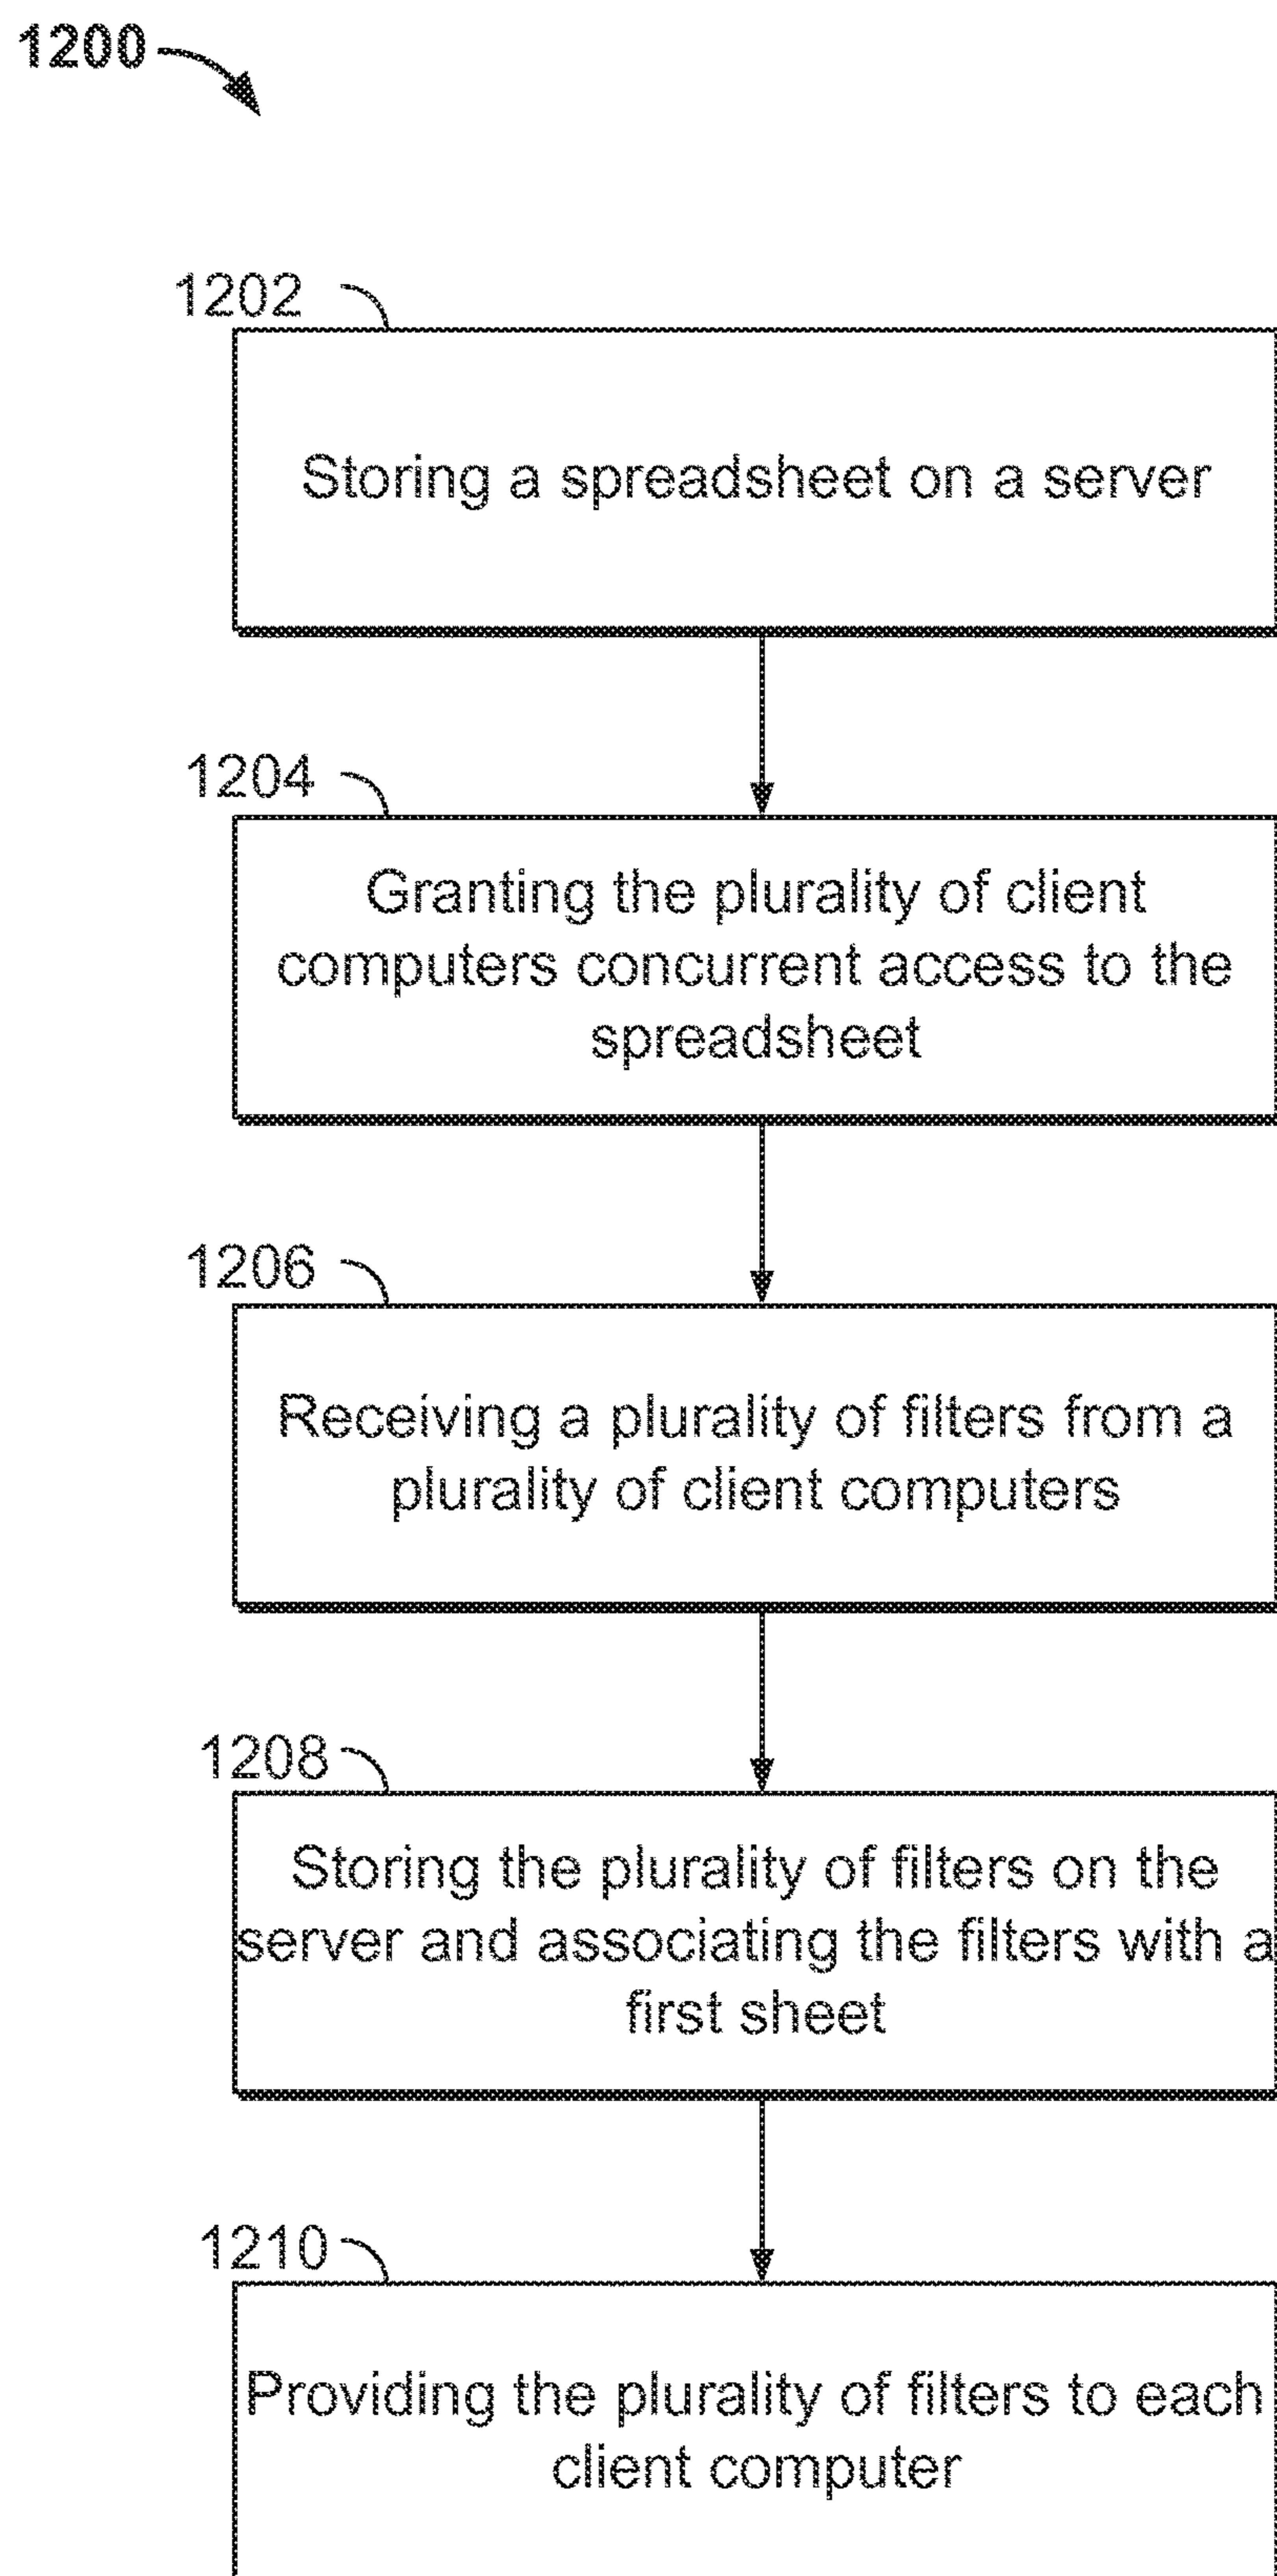 1200
1202
Storing a spreadsheet on a server
1204
Granting the plurality of client
computers concurrent access to the
spreadsheet
1206
Receiving a plurality of filters from a
plurality of client computers
1208
Storing the plurality of filters on the
server and associating the filters with a
first sheet
1210
Providing the plurality of filters to each
client computer